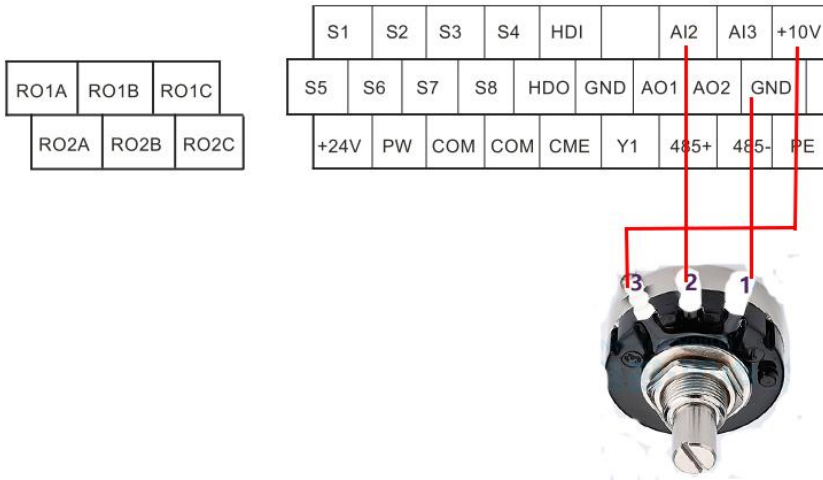 S1 S2 S3 S4 HDI AI2 AI3 +10V
RO1A RO1B RO1C S5 S6 S7 S8 HDO GND AO1 AO2 GND
RO2A RO2B RO2C +24V PW COM COM CME Y1 485+ 485- PE
3 2 1